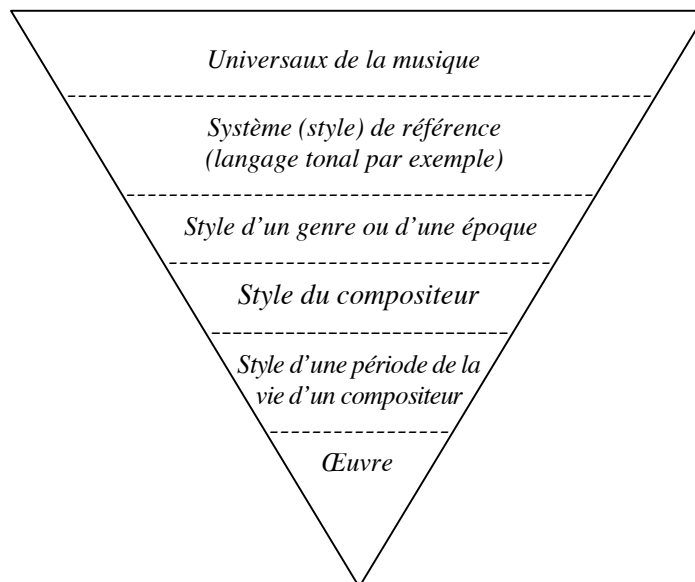 Universaux de la musique
Système (style) de référence
(langage tonal par exemple)
Style d’un genre ou d’une époque
Style du compositeur
Style d’une période de la
vie d’un compositeur
Œuvre